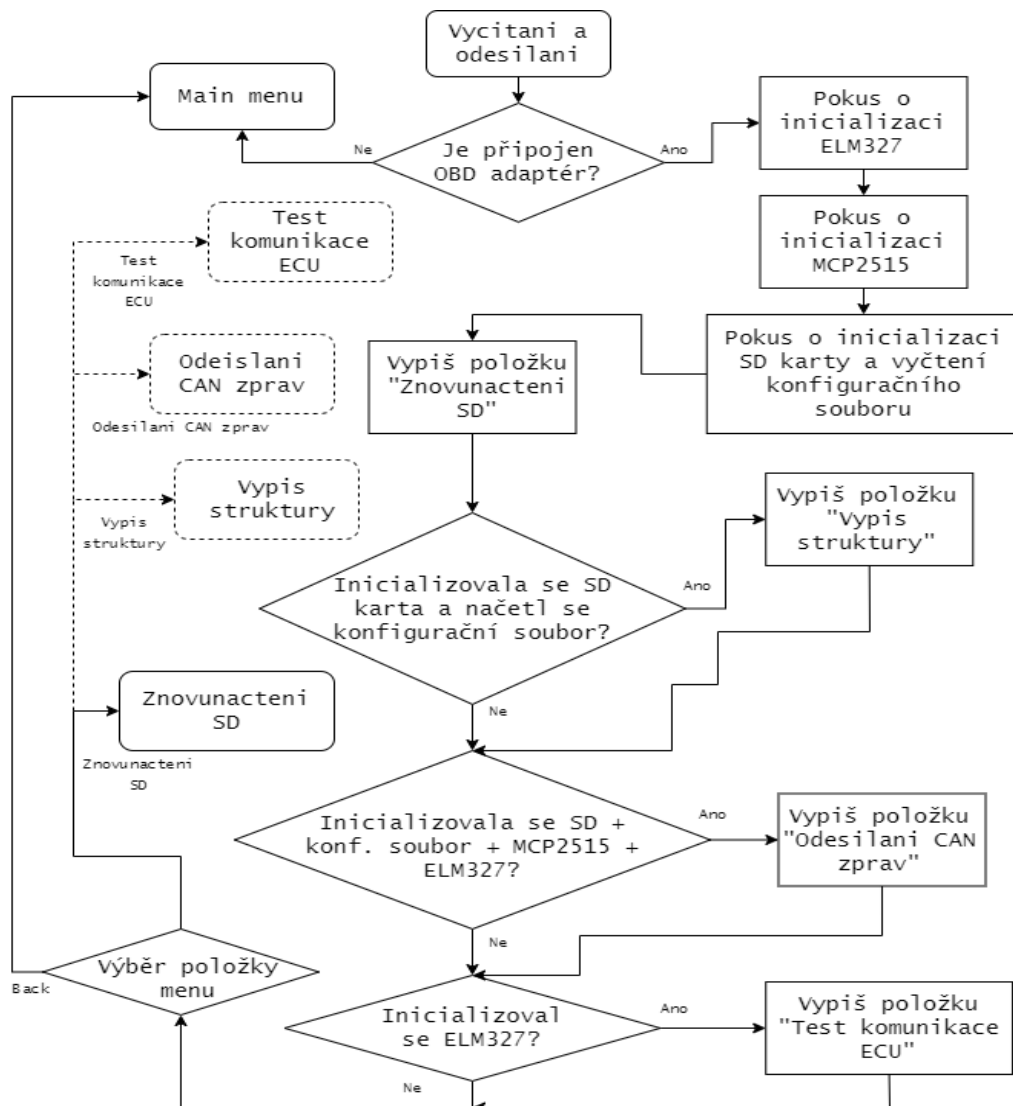 Vycitani a
odesilani
Main menu
Ne
Je připojen
OBD adaptér?
Ano
Pokus o
inicializaci
ELM327
Pokus o
inicializaci
MCP2515
Pokus o inicializaci
SD karty a vyčtení
konfiguračního
souboru
Test
komunikace
ECU
Test
komunikace
ECU
Odeislani
CAN zprav
Odesilani CAN zprav
Vypis
struktury
Vypis
struktury
Vypiš položku
"Znovunacteni
SD"
Inicializovala se SD
karta a načetl se
konfigurační soubor?
Ano
Vypiš položku
"Vypis
struktury"
Ne
Znovunacteni
SD
Znovunacteni
SD
Inicializovala se SD +
konf. soubor + MCP2515 +
ELM327?
Ano
Vypiš položku
"Odesilani CAN
zprav"
Ne
Výběr položky
menu
Back
Inicializoval
se ELM327?
Ano
Vypiš položku
"Test komunikace
ECU"
Ne